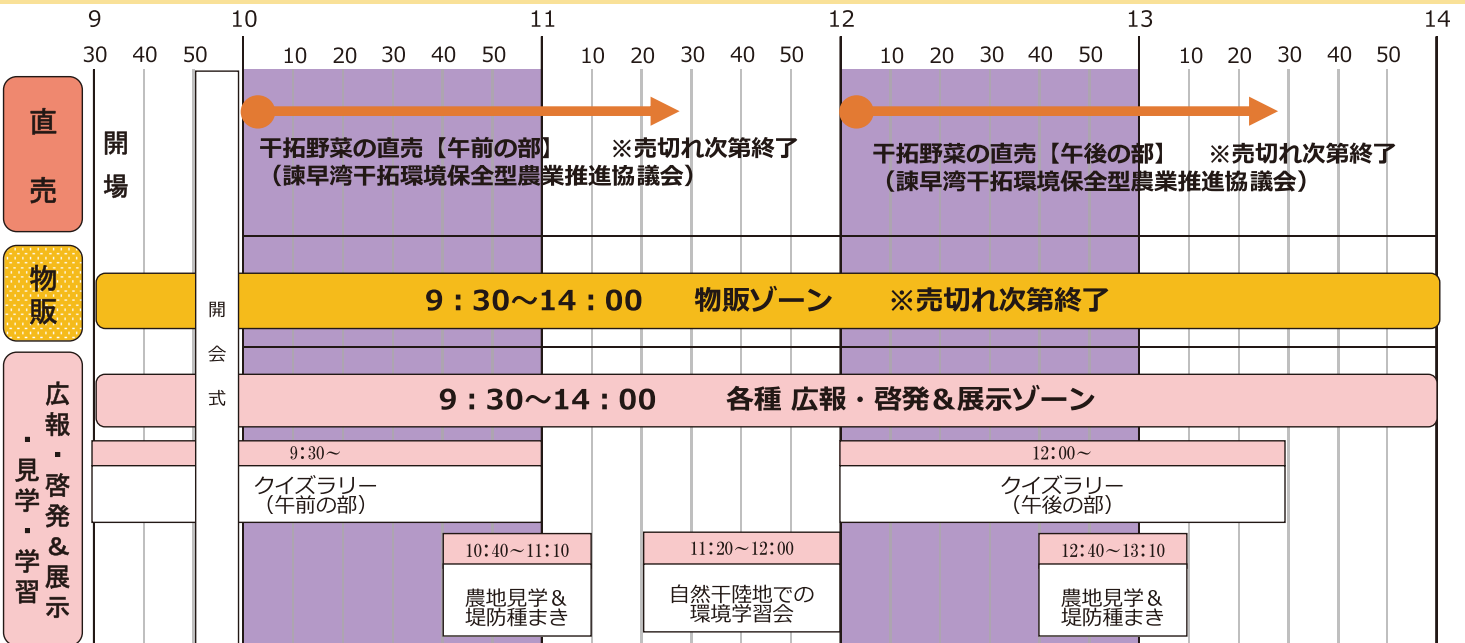 9 10 11 12 13 14
30 40 50 10 20 30 40 50 10 20 30 40 50 10 20 30 40 50 10 20 30 40 50
直売
開場
干拓野菜の直売【午前の部】 ※売切れ次第終了
（諫早湾干拓環境保全型農業推進協議会）
干拓野菜の直売【午後の部】 ※売切れ次第終了
（諫早湾干拓環境保全型農業推進協議会）
物販
開会式
9：30～14：00 物販ゾーン ※売切れ次第終了
広報・啓発＆展示
・見学・学習
9：30～14：00 各種 広報・啓発＆展示ゾーン
9:30～
クイズラリー
（午前の部）
12:00～
クイズラリー
（午後の部）
10:40～11:10
農地見学＆
堤防種まき
11:20～12:00
自然干陸地での
環境学習会
12:40～13:10
農地見学＆
堤防種まき